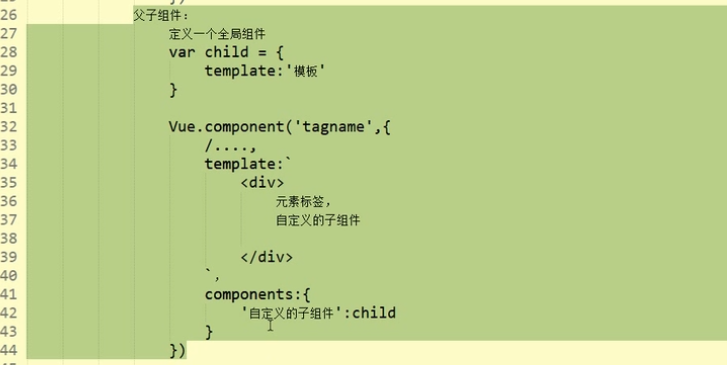 26 父子组件：
27 定义一个全局组件
28 var child = {
29 template:'模板'
30 }
31
32 Vue.component('tagname',{
33 /....,
34 template:`
35 <div>
36 元素标签，
37 自定义的子组件
38
39 </div>
40 `,
41 components:{
42 '自定义的子组件':child
43 }
44 })